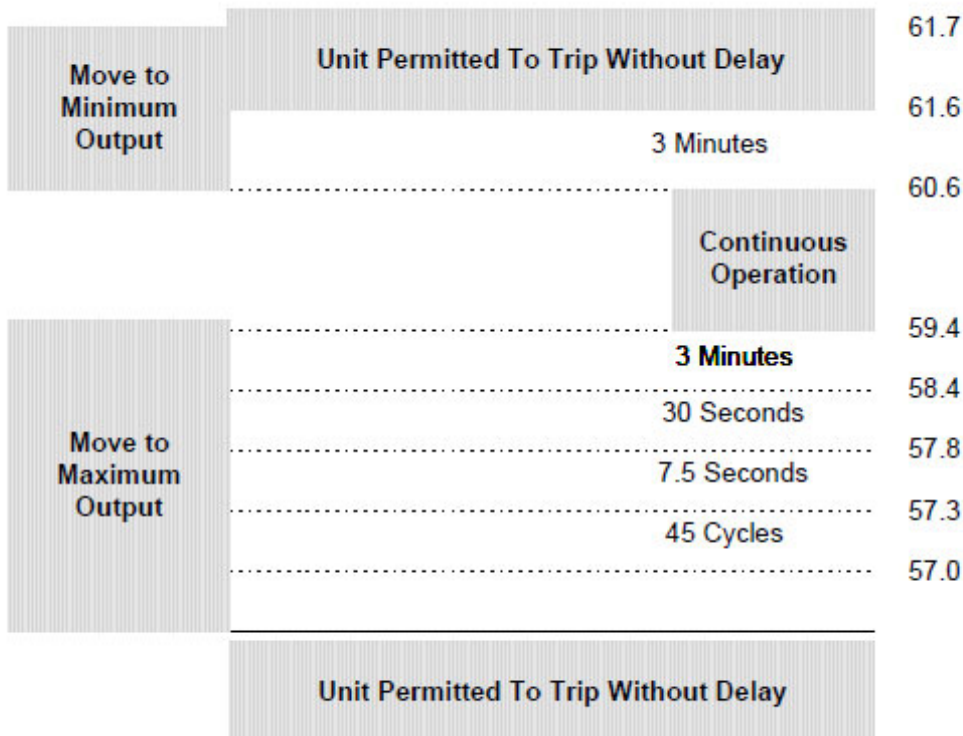 61.7
Unit Permitted To Trip Without Delay
Move to
Minimum
Output
61.6
3 Minutes
60.6
Continuous
Operation
59.4
3 Minutes
58.4
30 Seconds
57.8
Move to
Maximum
Output
7.5 Seconds
57.3
45 Cycles
57.0
Unit Permitted To Trip Without Delay